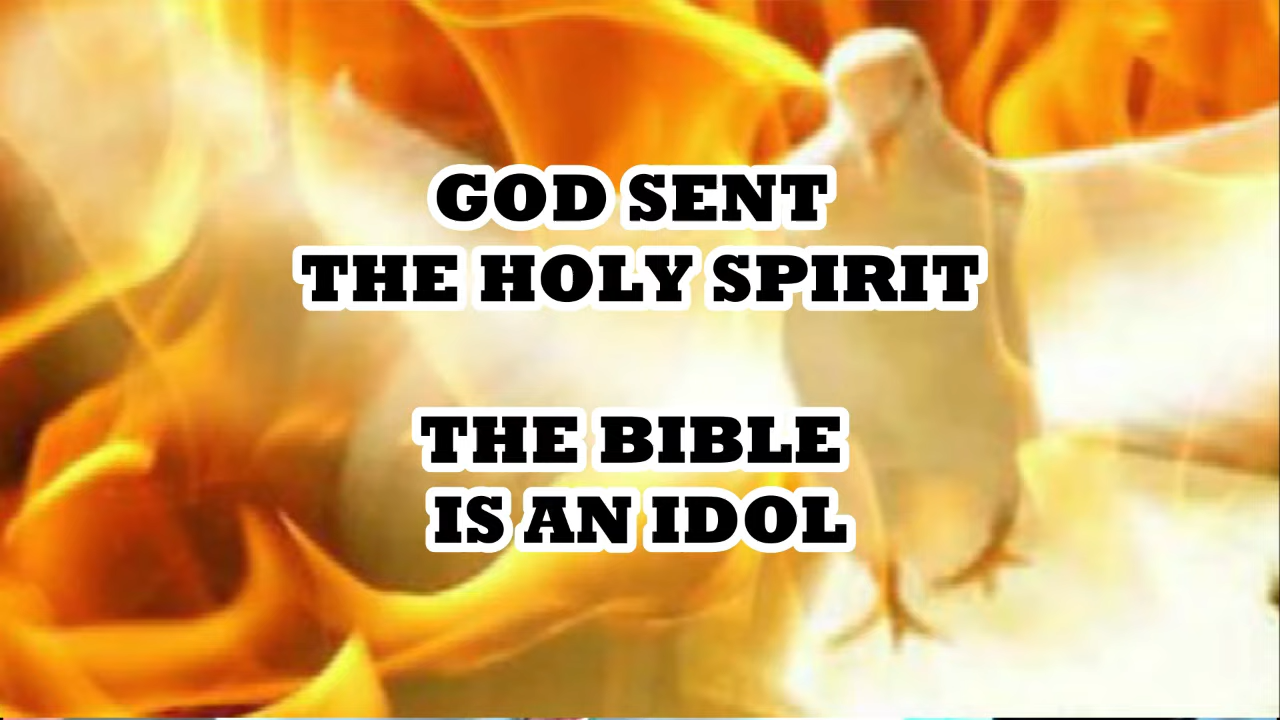 GOD SENT
THE HOLY SPIRIT
THE BIBLE
IS AN IDOL